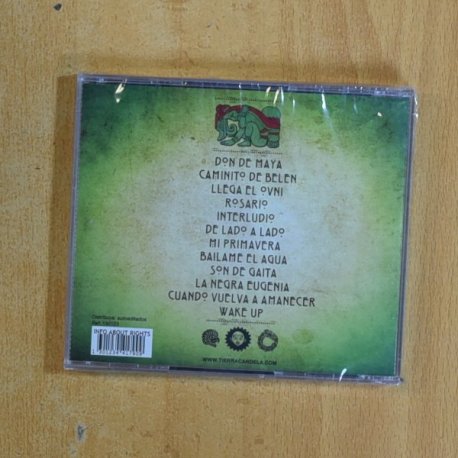 DON DE MAYA
CAMINITO DE BELEN
LLEGA EL OVNI
ROSARIO
INTERLUDIO
DE LADO A LADO
MI PRIMAVERA
BAILAME EL AGUA
SON DE GAITA
LA NEGRA EUGENIA
CUANDO VUELVA A AMANECER
WAKE UP
INFO ABOUT RIGHTS
WWW.TIERRACANDELA.COM